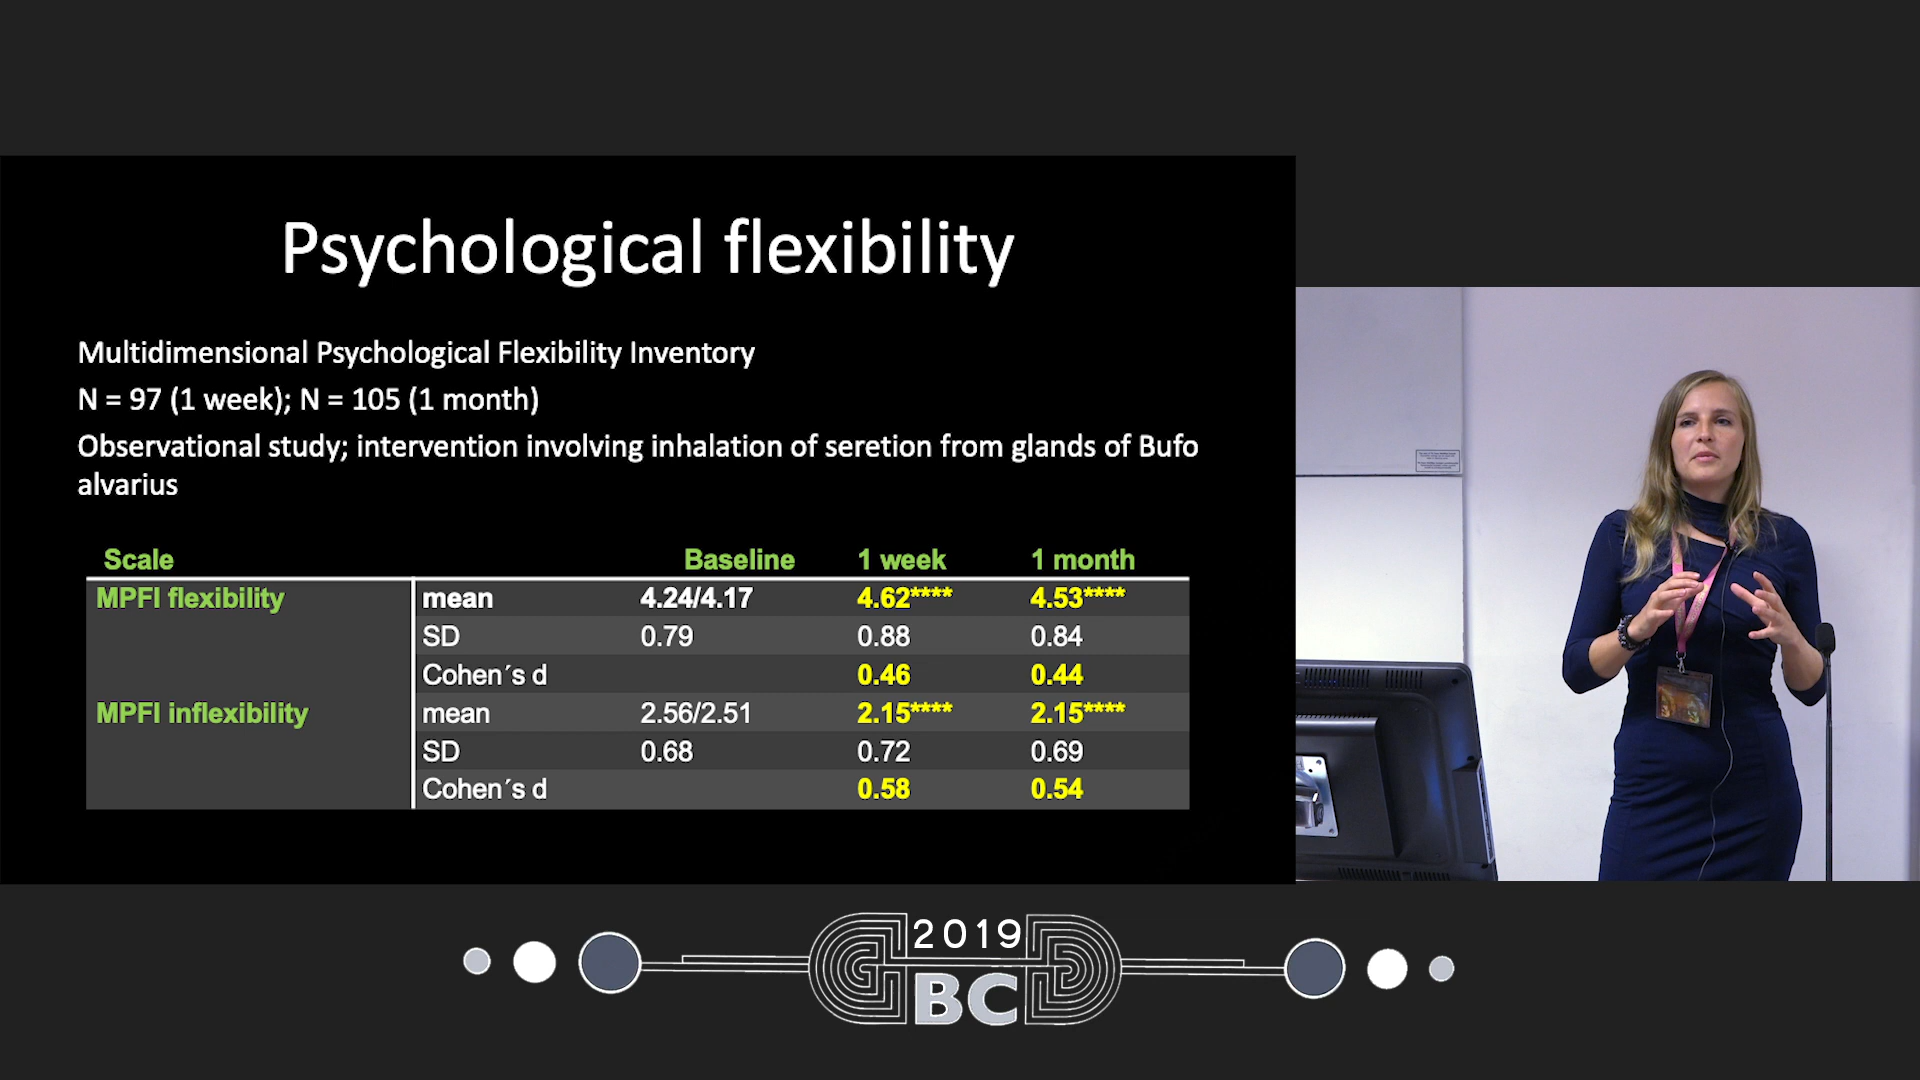 Psychological flexibility
Multidimensional Psychological Flexibility Inventory
N = 97 (1 week); N = 105 (1 month)
Observational study; intervention involving inhalation of seretion from glands of Bufo
alvarius
Scale Baseline 1 week 1 month
MPFI flexibility mean 4.24/4.17 4.62**** 4.53****
SD 0.79 0.88 0.84
Cohen´s d 0.46 0.44
MPFI inflexibility mean 2.56/2.51 2.15**** 2.15****
SD 0.68 0.72 0.69
Cohen´s d 0.58 0.54
2019
BC